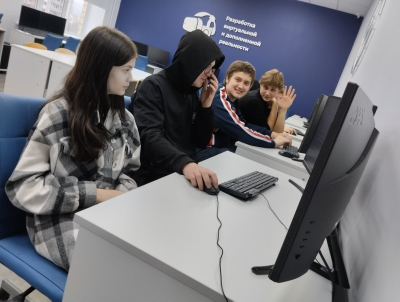 Разработка
виртуальной
и дополненной
реальности